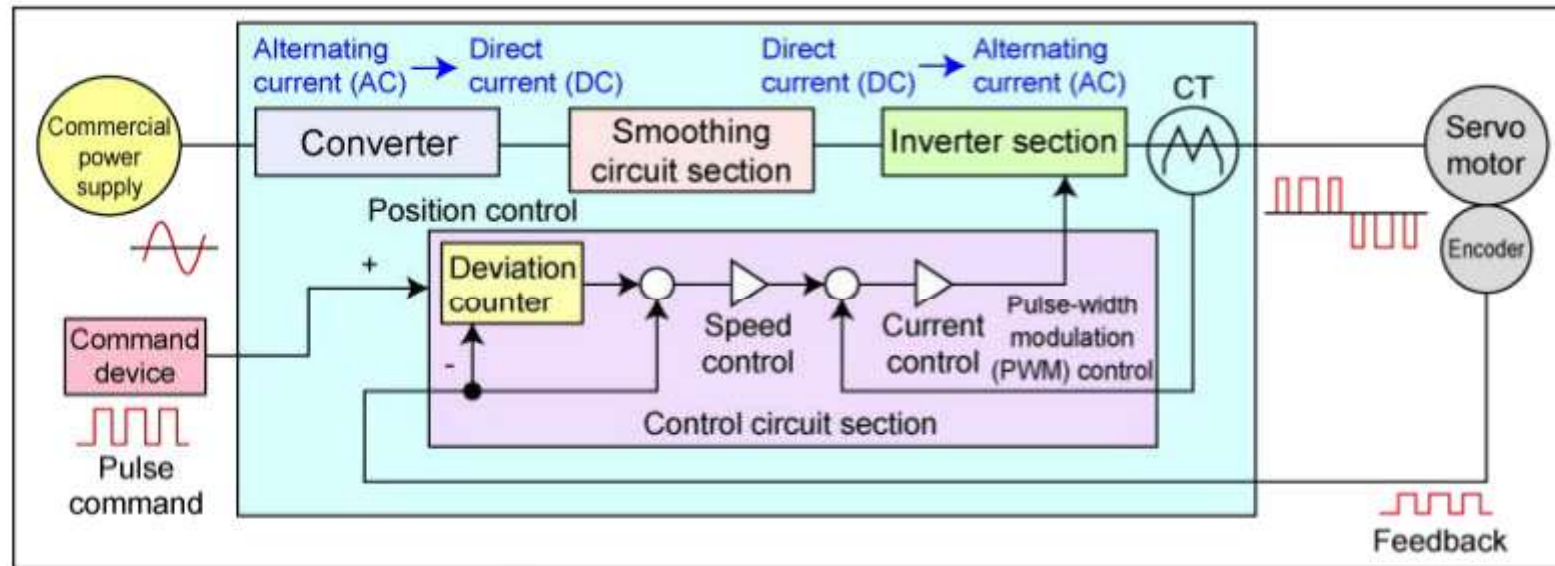 Alternating
current (AC)
Direct
current (DC)
Direct
current (DC)
Alternating
current (AC)
CT
Commercial
power
supply
Converter
Smoothing
circuit section
Inverter section
Servo
motor
Encoder
Position control
+
Deviation
counter
-
Speed
control
Current
control
Pulse-width
modulation
(PWM) control
Control circuit section
Command
device
Pulse
command
Feedback